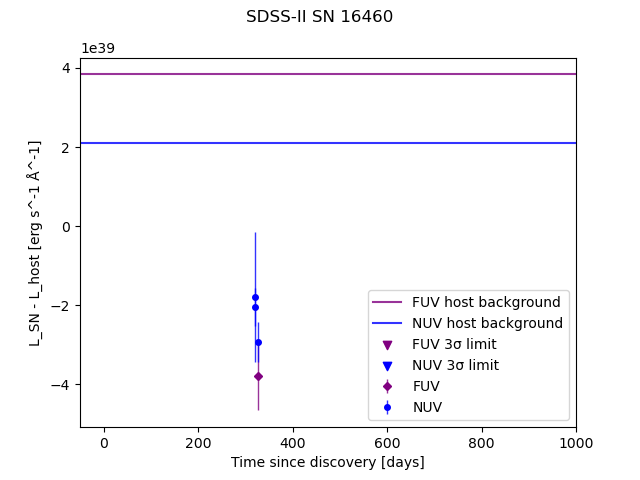 SDSS-II SN 16460
1e39
4
2
0
−2
−4
L_SN - L_host [erg s^-1 Å^-1]
FUV host background
NUV host background
FUV 3σ limit
NUV 3σ limit
FUV
NUV
0 200 400 600 800 1000
Time since discovery [days]